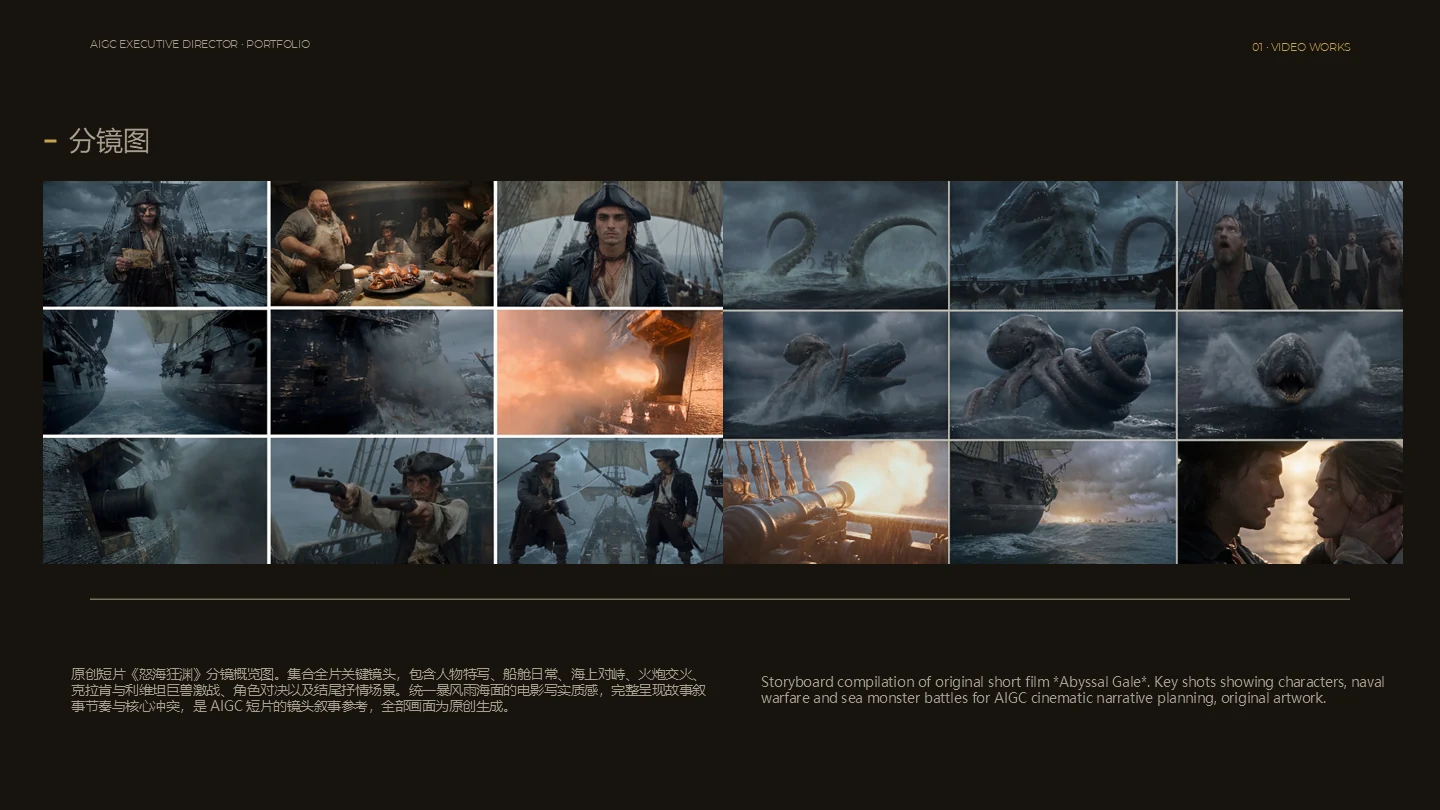 AIGC EXECUTIVE DIRECTOR · PORTFOLIO
01 · VIDEO WORKS
– 分镜图
原创短片《怒海狂渊》分镜概览图。集合全片关键镜头，包含人物特写、船舱日常、海上对峙、火炮交火、
克拉肯与利维坦巨兽激战、角色对决以及结尾抒情场景。统一暴风雨海面的电影写实质感，完整呈现故事叙
事节奏与核心冲突，是 AIGC 短片的镜头叙事参考，全部画面为原创生成。
Storyboard compilation of original short film *Abyssal Gale*. Key shots showing characters, naval
warfare and sea monster battles for AIGC cinematic narrative planning, original artwork.